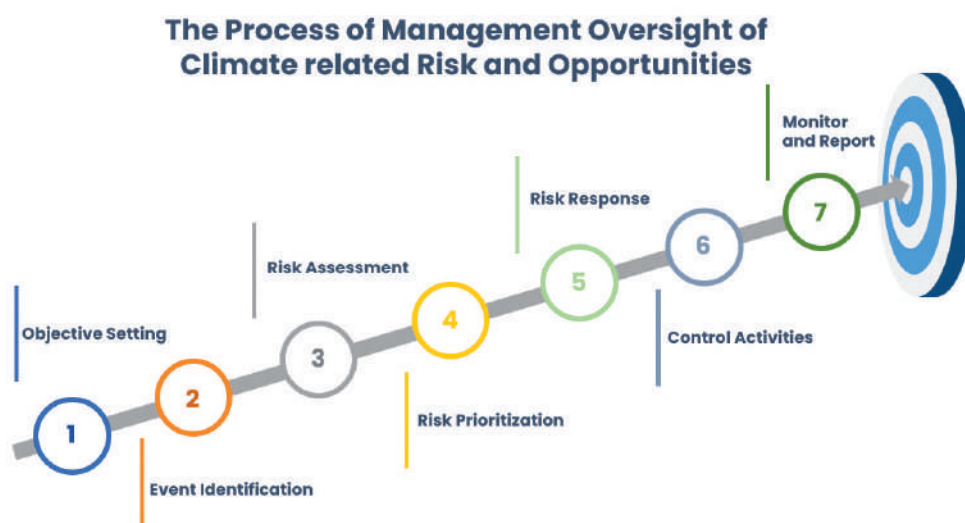 The Process of Management Oversight of
Climate related Risk and Opportunities
1
Objective Setting
2
Event Identification
3
Risk Assessment
4
Risk Prioritization
5
Risk Response
6
Control Activities
7
Monitor
and Report